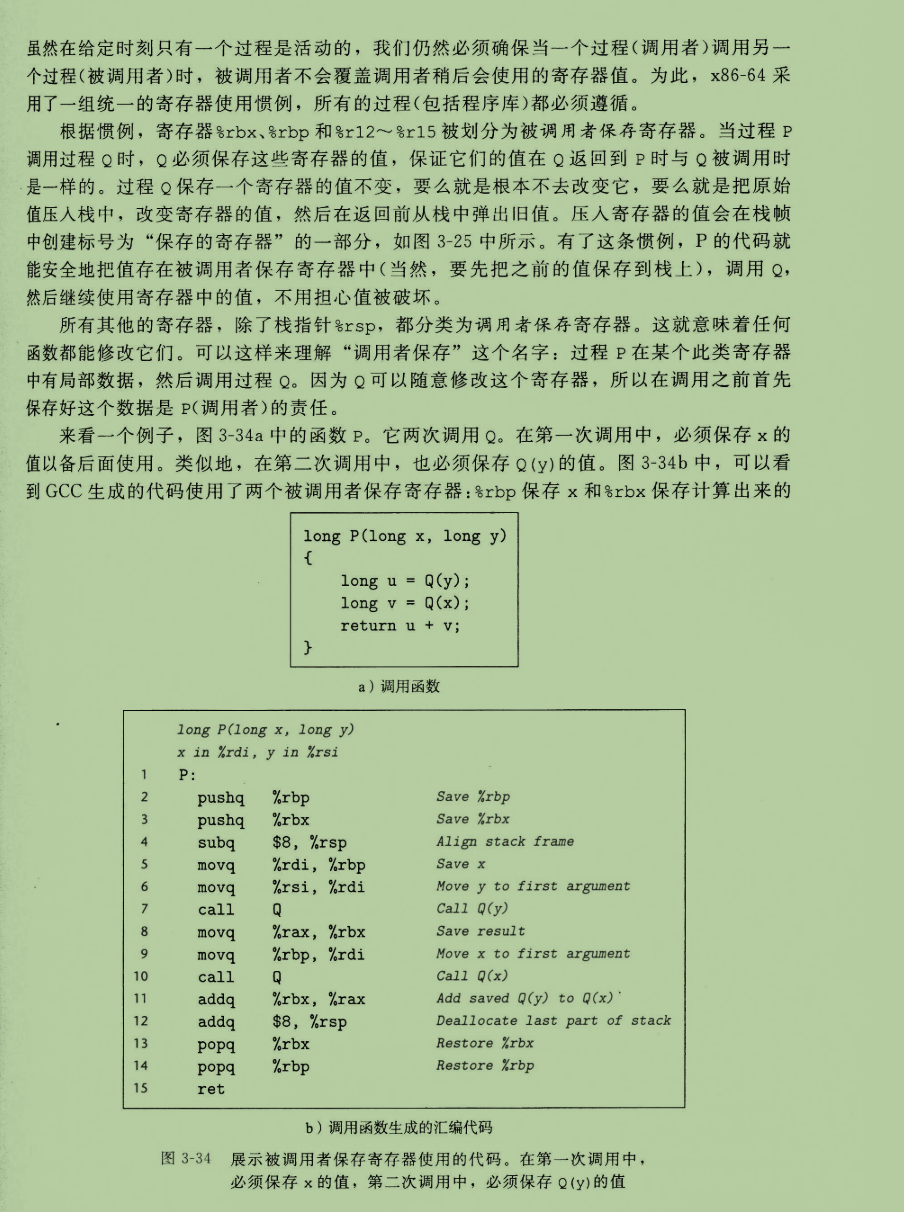 虽然在给定时刻只有一个过程是活动的，我们仍然必须确保当一个过程(调用者)调用另一
个过程(被调用者)时，被调用者不会覆盖调用者稍后会使用的寄存器值。为此，x86-64 采
用了一组统一的寄存器使用惯例，所有的过程(包括程序库)都必须遵循。
根据惯例，寄存器%rbx、%rbp 和%r12～%r15 被划分为被调用者保存寄存器。当过程 P
调用过程 Q 时，Q 必须保存这些寄存器的值，保证它们的值在 Q 返回到 P 时与 Q 被调用时
是一样的。过程 Q 保存一个寄存器的值不变，要么就是根本不去改变它，要么就是把原始
值压入栈中，改变寄存器的值，然后在返回前从栈中弹出旧值。压入寄存器的值会在栈帧
中创建标号为“保存的寄存器”的一部分，如图 3-25 中所示。有了这条惯例，P 的代码就
能安全地把值存在被调用者保存寄存器中(当然，要先把之前的值保存到栈上)，调用 Q，
然后继续使用寄存器中的值，不用担心值被破坏。
所有其他的寄存器，除了栈指针%rsp，都分类为调用者保存寄存器。这就意味着任何
函数都能修改它们。可以这样来理解“调用者保存”这个名字：过程 P 在某个此类寄存器
中有局部数据，然后调用过程 Q。因为 Q 可以随意修改这个寄存器，所以在调用之前首先
保存好这个数据是 P(调用者)的责任。
来看一个例子，图 3-34a 中的函数 P。它两次调用 Q。在第一次调用中，必须保存 x 的
值以备后面使用。类似地，在第二次调用中，也必须保存 Q(y)的值。图 3-34b 中，可以看
到 GCC 生成的代码使用了两个被调用者保存寄存器:%rbp 保存 x 和%rbx 保存计算出来的
long P(long x, long y)
{
long u = Q(y);
long v = Q(x);
return u + v;
}
a）调用函数
long P(long x, long y)
x in %rdi, y in %rsi
1 P:
2 pushq %rbp Save %rbp
3 pushq %rbx Save %rbx
4 subq $8, %rsp Align stack frame
5 movq %rdi, %rbp Save x
6 movq %rsi, %rdi Move y to first argument
7 call Q Call Q(y)
8 movq %rax, %rbx Save result
9 movq %rbp, %rdi Move x to first argument
10 call Q Call Q(x)
11 addq %rbx, %rax Add saved Q(y) to Q(x)
12 addq $8, %rsp Deallocate last part of stack
13 popq %rbx Restore %rbx
14 popq %rbp Restore %rbp
15 ret
b）调用函数生成的汇编代码
图 3-34 展示被调用者保存寄存器使用的代码。在第一次调用中，
必须保存 x 的值，第二次调用中，必须保存 Q(y)的值